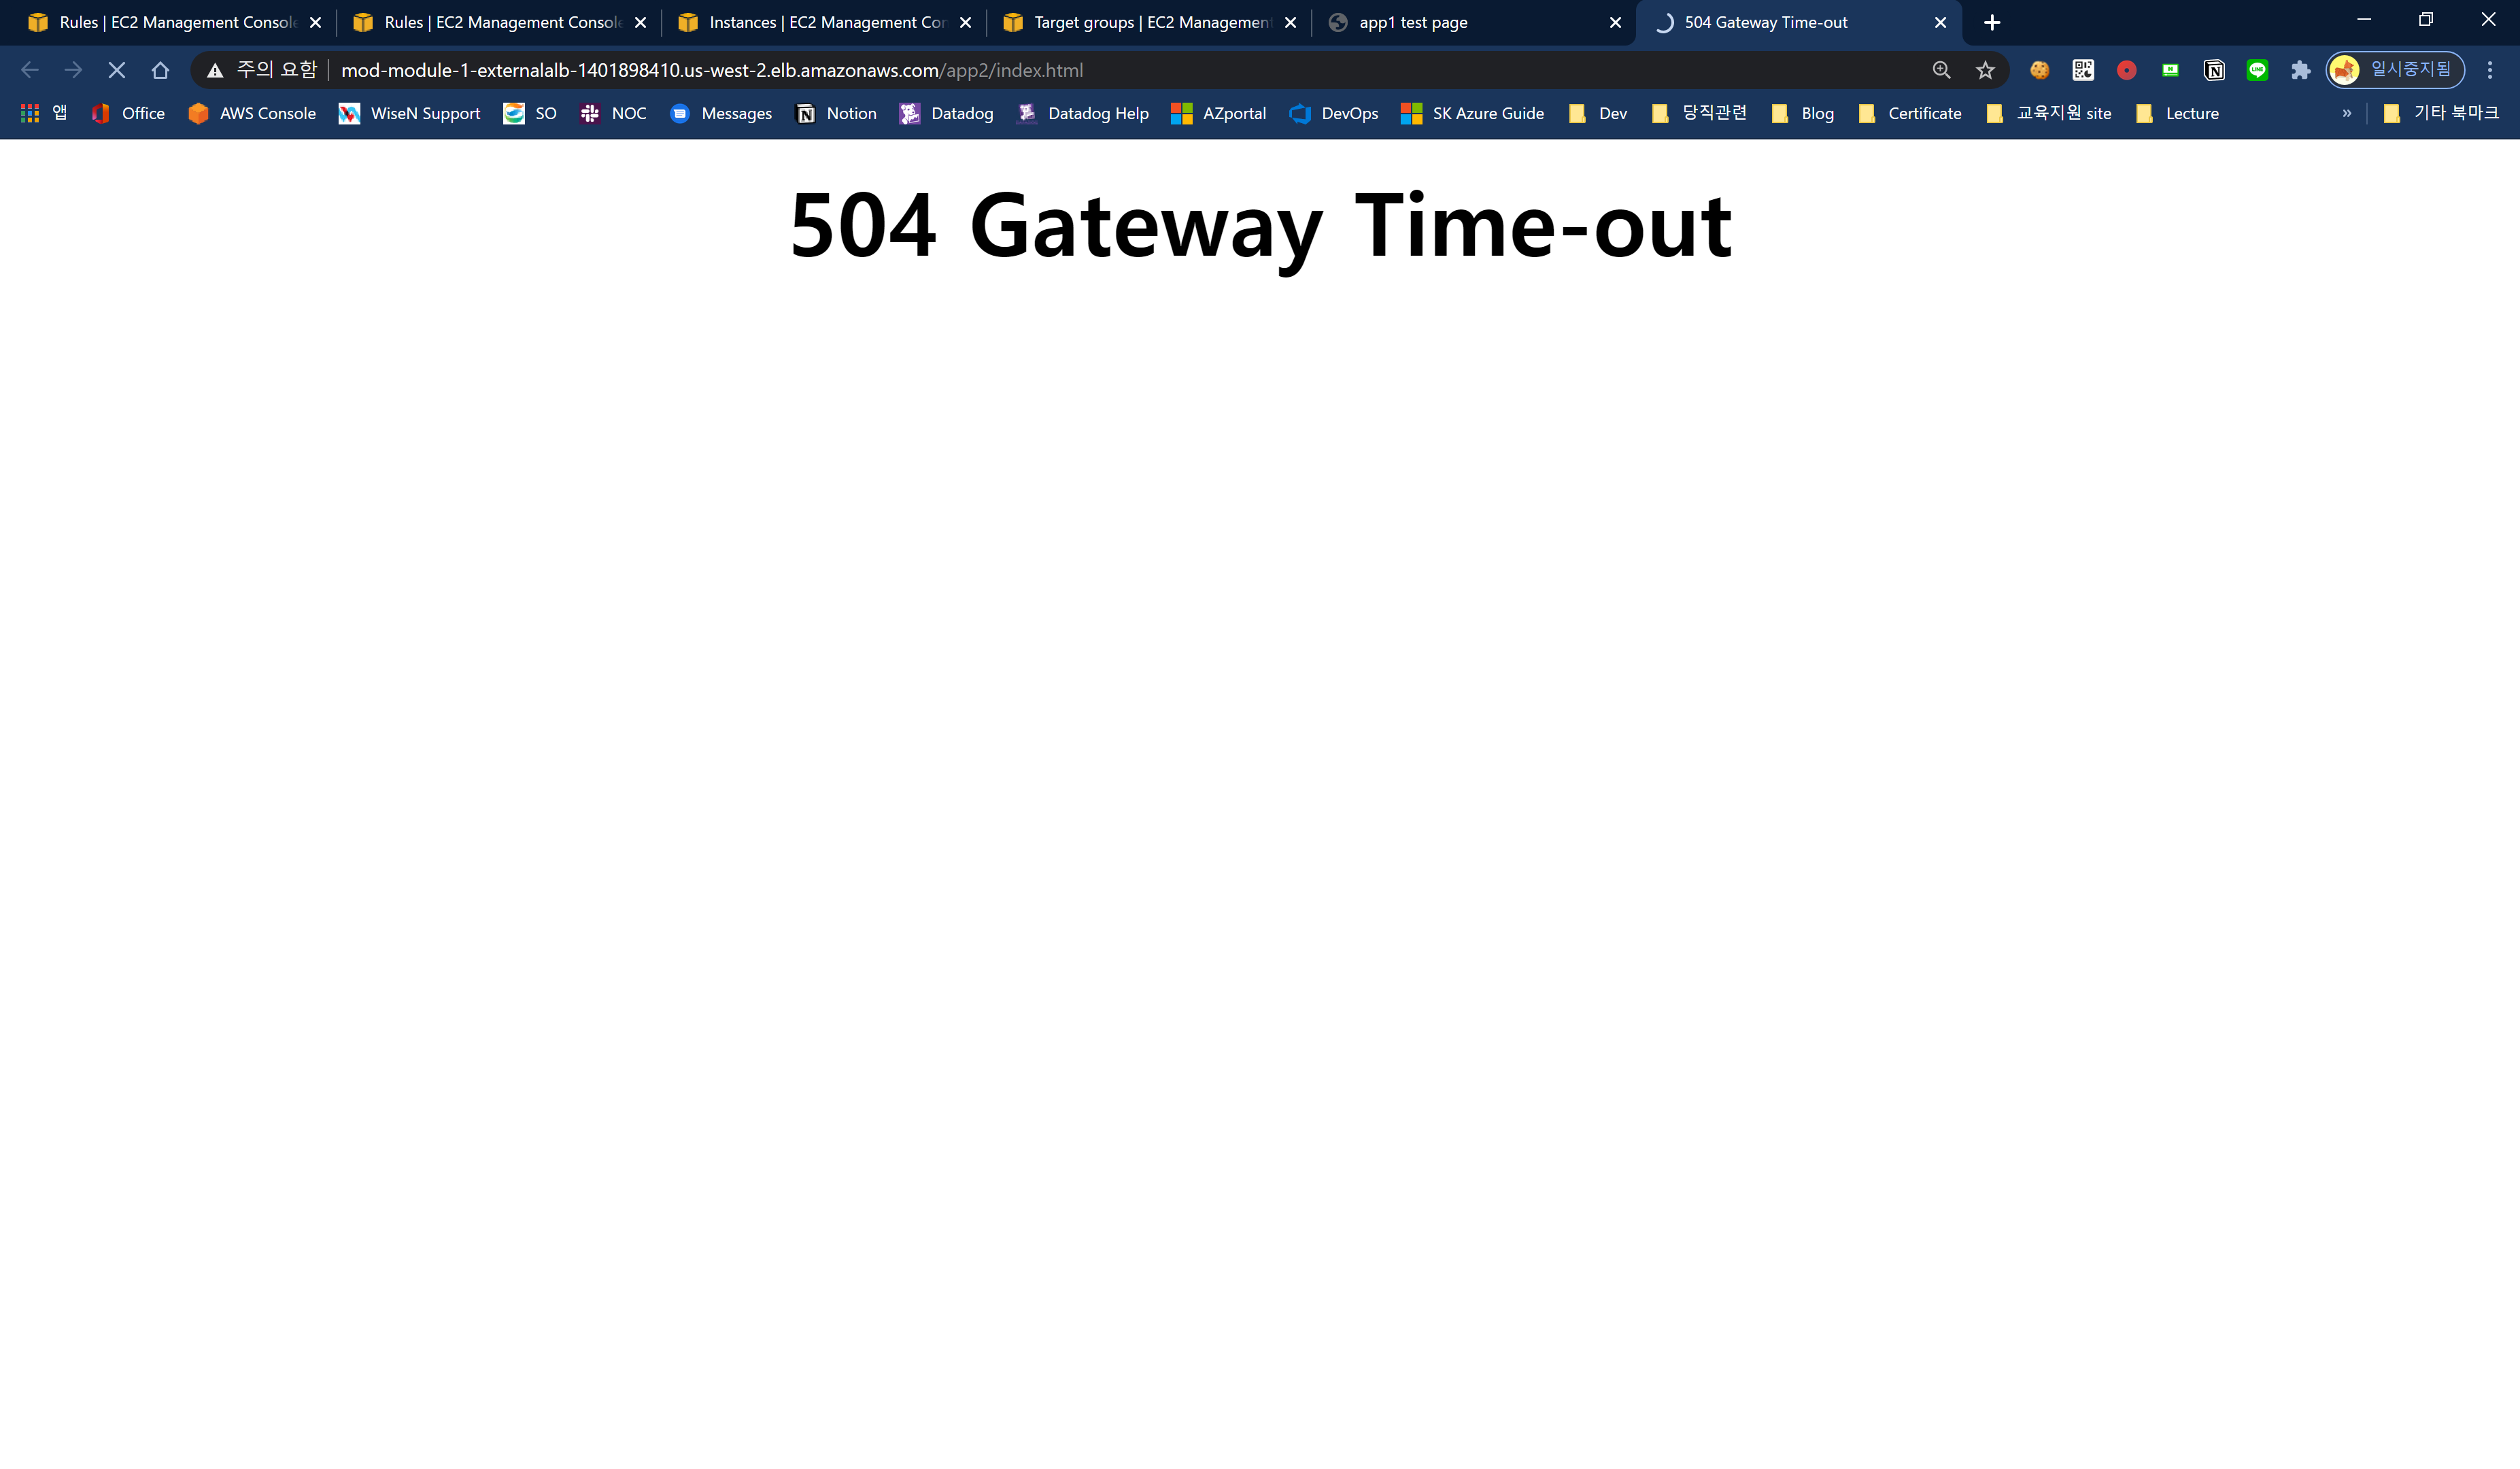 Rules | EC2 Management Console
Rules | EC2 Management Console
Instances | EC2 Management Con
Target groups | EC2 Management
app1 test page
504 Gateway Time-out
주의 요함
mod-module-1-externalalb-1401898410.us-west-2.elb.amazonaws.com/app2/index.html
일시중지됨
앱
Office
AWS Console
WiseN Support
SO
NOC
Messages
Notion
Datadog
Datadog Help
AZportal
DevOps
SK Azure Guide
Dev
당직관련
Blog
Certificate
교육지원 site
Lecture
»
기타 북마크
504 Gateway Time-out